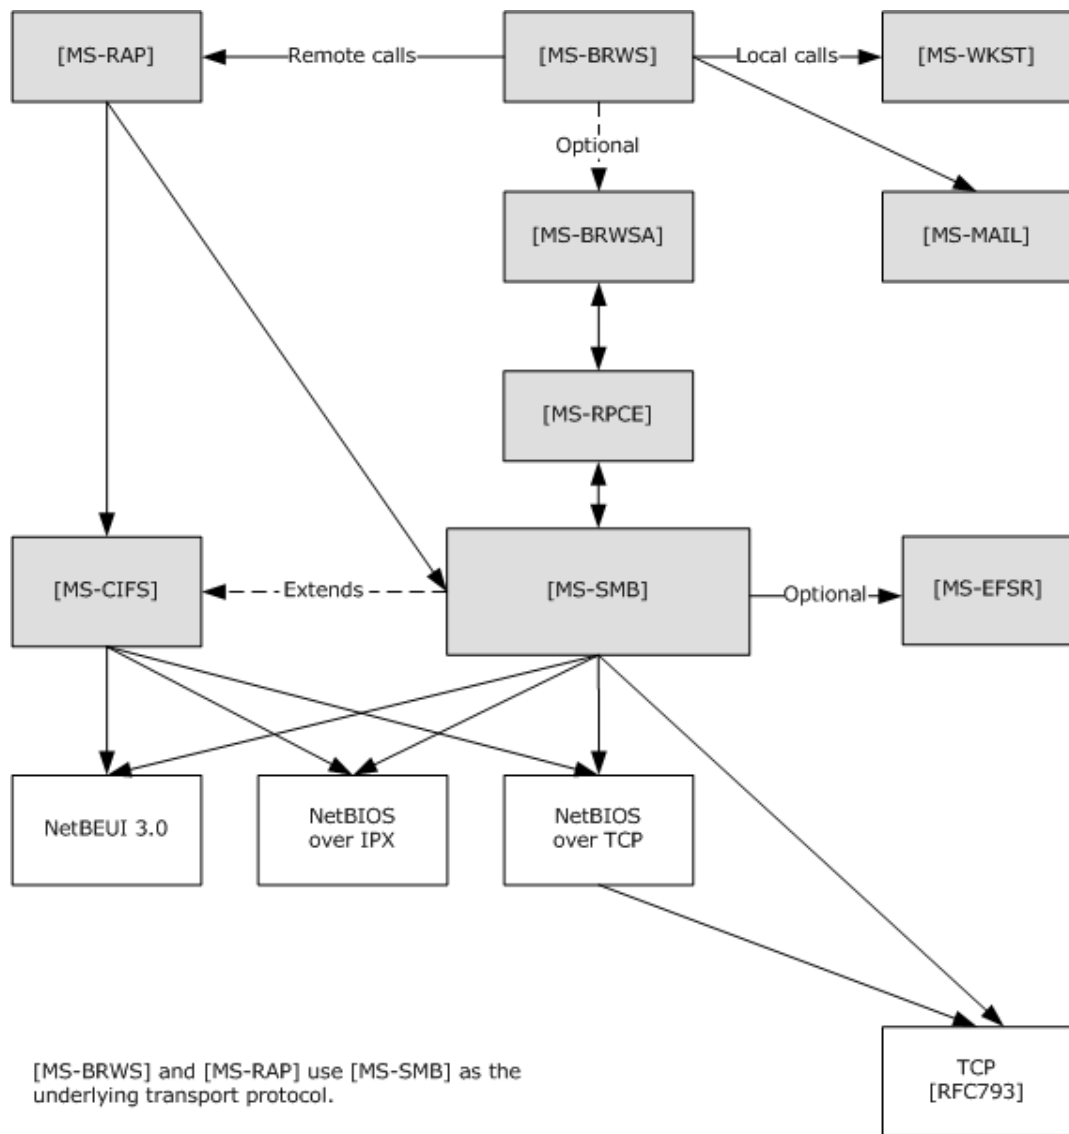 [MS-RAP]
Remote calls
[MS-BRWS]
Local calls
[MS-WKST]
Optional
[MS-BRWSA]
[MS-MAIL]
[MS-RPCE]
[MS-CIFS]
Extends
[MS-SMB]
Optional
[MS-EFSR]
NetBEUI 3.0
NetBIOS
over IPX
NetBIOS
over TCP
[MS-BRWS] and [MS-RAP] use [MS-SMB] as the
underlying transport protocol.
TCP
[RFC793]